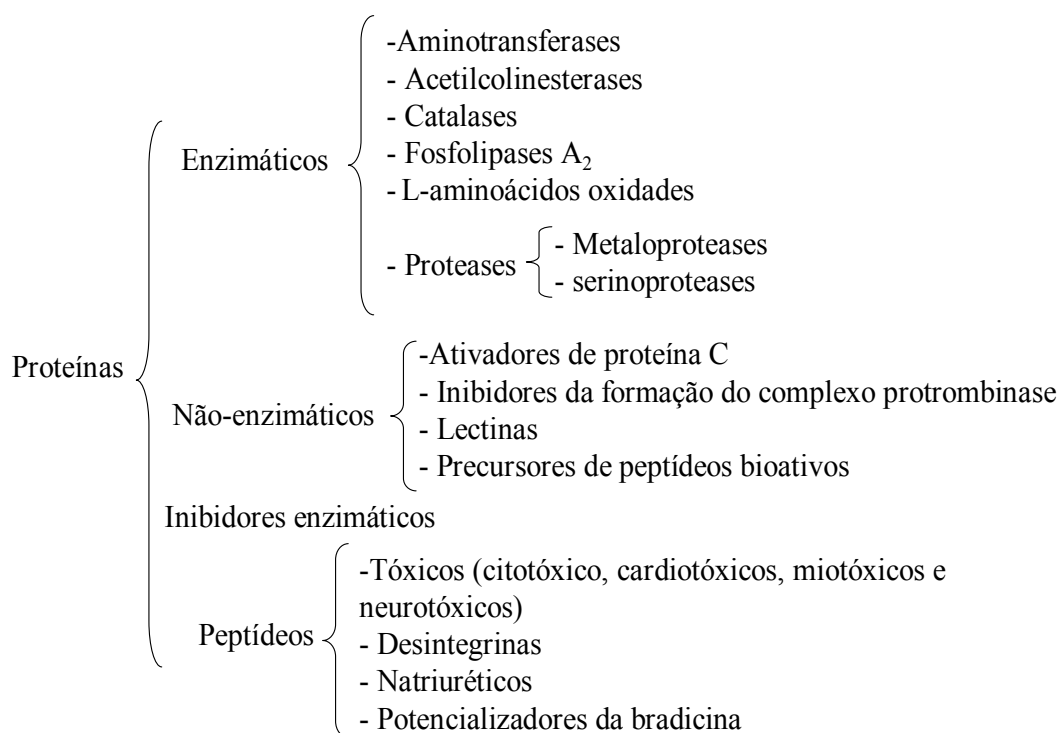 Proteínas
Enzimáticos
-Aminotransferases
- Acetilcolinesterases
- Catalases
- Fosfolipases A₂
- L-aminoácidos oxidades
- Proteases
- Metaloproteases
- serinoproteases
Não-enzimáticos
-Ativadores de proteína C
- Inibidores da formação do complexo protrombinase
- Lectinas
- Precursores de peptídeos bioativos
Inibidores enzimáticos
Peptídeos
-Tóxicos (citotóxico, cardiotóxicos, miotóxicos e
neurotóxicos)
- Desintegrinas
- Natriuréticos
- Potencializadores da bradicina